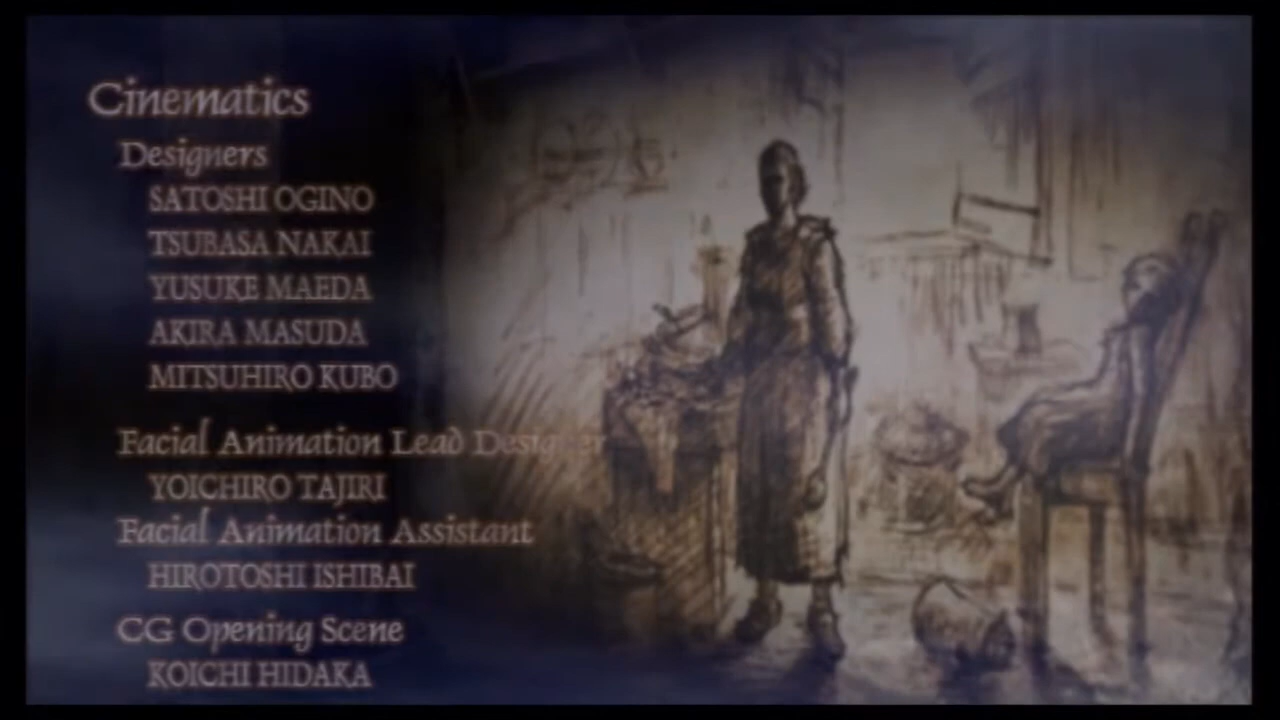 Cinematics
Designers
SATOSHI OGINO
TSUBASA NAKAI
YUSUKE MAEDA
AKIRA MASUDA
MITSUHIRO KUBO
Facial Animation Lead Designer
YOICHIRO TAJIRI
Facial Animation Assistant
HIROTOSHI ISHIBAI
CG Opening Scene
KOICHI HIDAKA